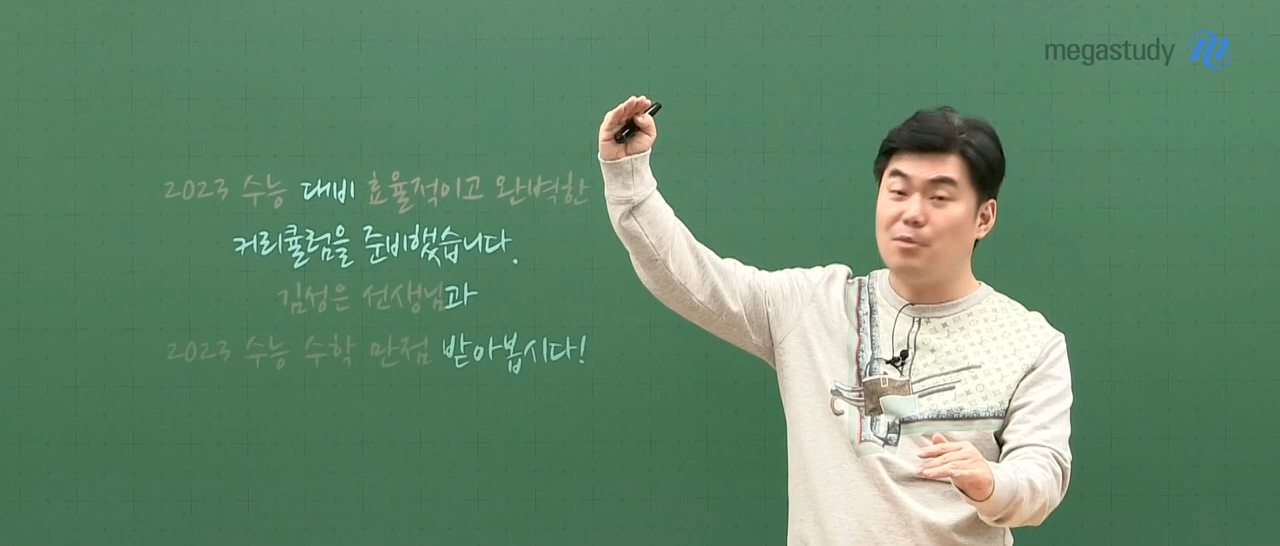 megastudy
2023 수능 대비 효율적이고 완벽한
커리큘럼을 준비했습니다.
김성은 선생님과
2023 수능 수학 만점 받아봅시다!